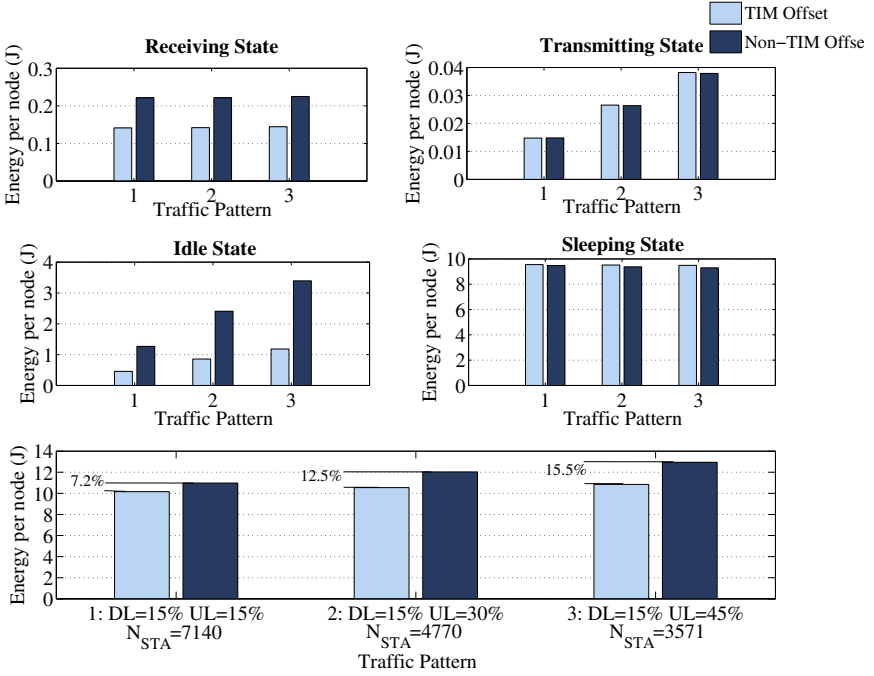 TIM Offset
Non−TIM Offse
Receiving State
Energy per node (J)
0.3
0.2
0.1
0
1 2 3
Traffic Pattern
Transmitting State
Energy per node (J)
0.04
0.03
0.02
0.01
0
1 2 3
Traffic Pattern
Idle State
Energy per node (J)
4
3
2
1
0
1 2 3
Traffic Pattern
Sleeping State
Energy per node (J)
10
8
6
4
2
0
1 2 3
Traffic Pattern
Energy per node (J)
14
12
10
8
6
4
2
0
7.2%
12.5%
15.5%
1: DL=15% UL=15% 2: DL=15% UL=30% 3: DL=15% UL=45%
N_STA=7140 N_STA=4770 N_STA=3571
Traffic Pattern